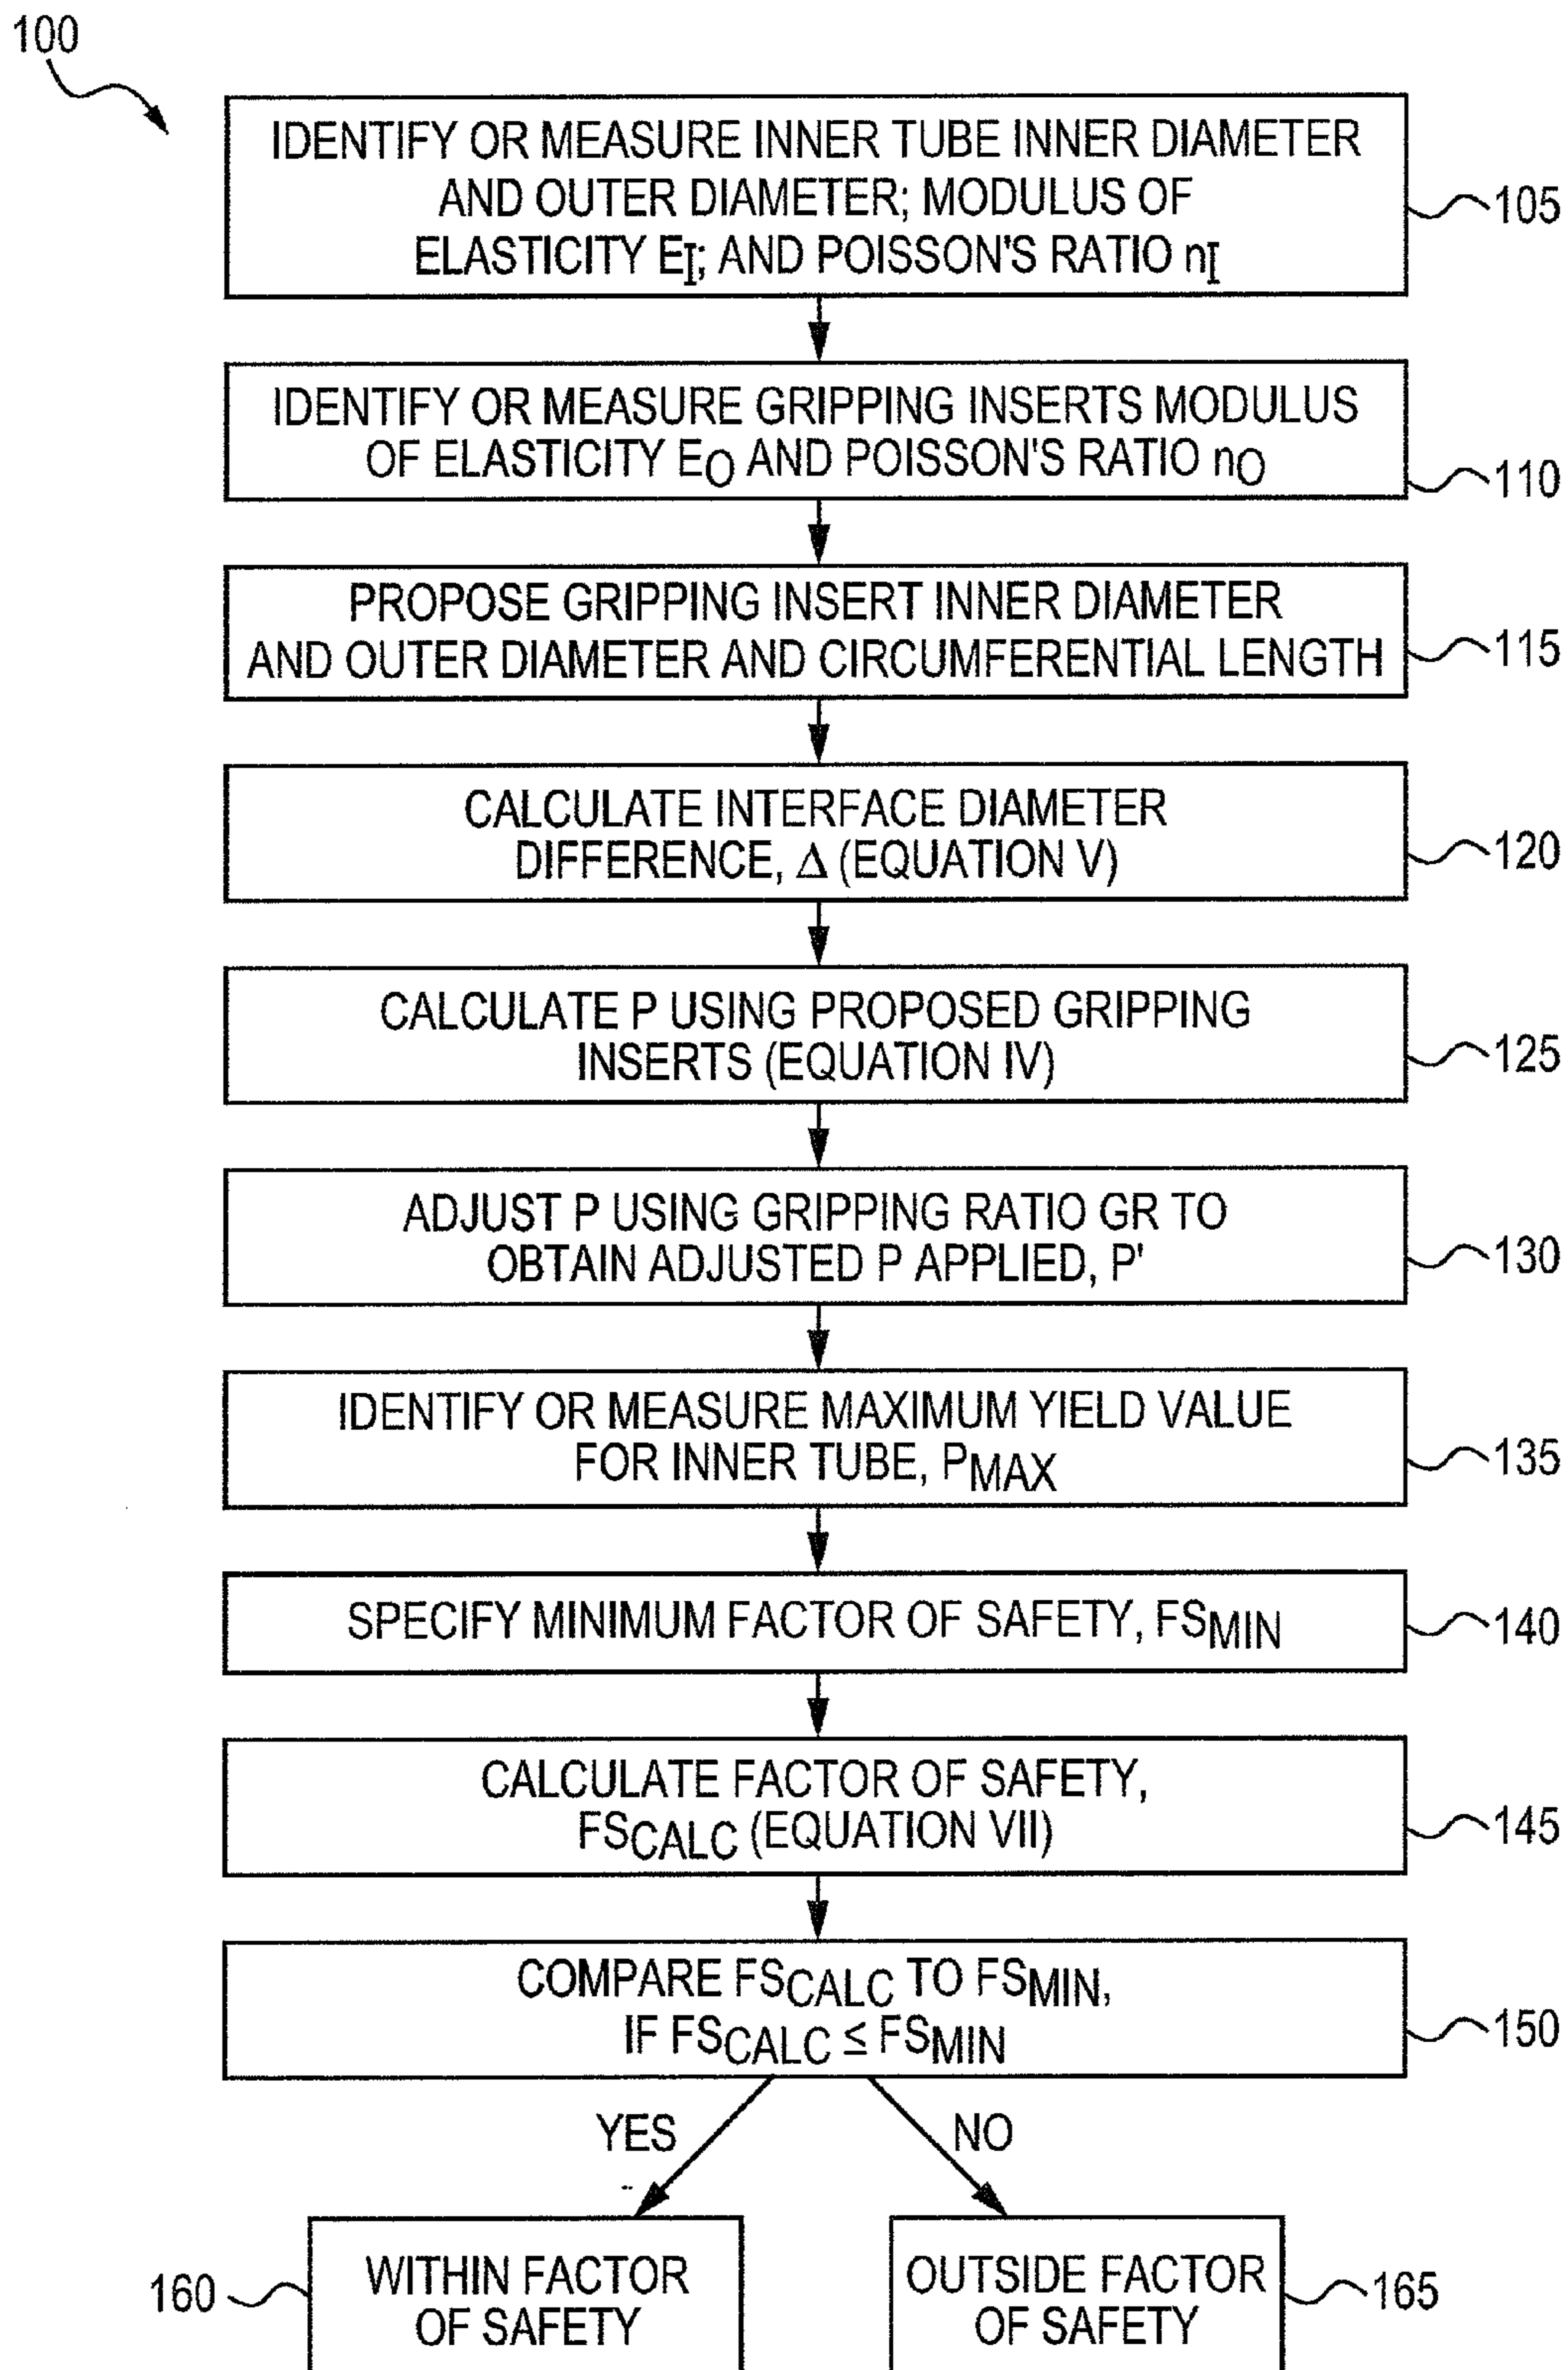 100
IDENTIFY OR MEASURE INNER TUBE INNER DIAMETER
AND OUTER DIAMETER; MODULUS OF
ELASTICITY EI; AND POISSON'S RATIO nI
105
IDENTIFY OR MEASURE GRIPPING INSERTS MODULUS
OF ELASTICITY EO AND POISSON'S RATIO nO
110
PROPOSE GRIPPING INSERT INNER DIAMETER
AND OUTER DIAMETER AND CIRCUMFERENTIAL LENGTH
115
CALCULATE INTERFACE DIAMETER
DIFFERENCE, Δ (EQUATION V)
120
CALCULATE P USING PROPOSED GRIPPING
INSERTS (EQUATION IV)
125
ADJUST P USING GRIPPING RATIO GR TO
OBTAIN ADJUSTED P APPLIED, P'
130
IDENTIFY OR MEASURE MAXIMUM YIELD VALUE
FOR INNER TUBE, PMAX
135
SPECIFY MINIMUM FACTOR OF SAFETY, FSMIN
140
CALCULATE FACTOR OF SAFETY,
FSCALC (EQUATION VII)
145
COMPARE FSCALC TO FSMIN,
IF FSCALC ≤ FSMIN
150
YES
NO
160
WITHIN FACTOR
OF SAFETY
OUTSIDE FACTOR
OF SAFETY
165